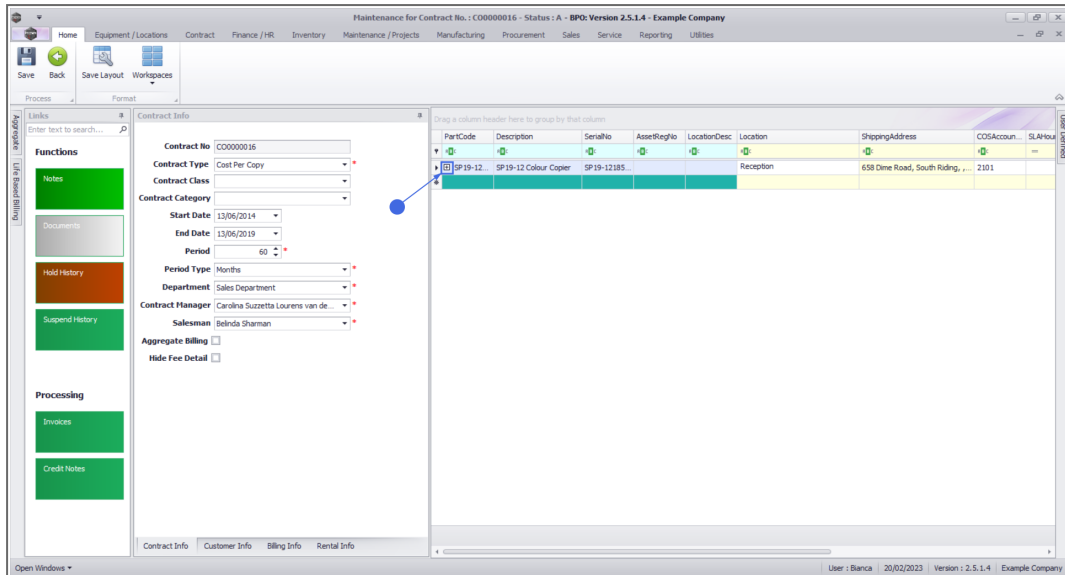 Maintenance for Contract No. : CO0000016 - Status : A - BPO: Version 2.5.1.4 - Example Company
Home Equipment / Locations Contract Finance / HR Inventory Maintenance / Projects Manufacturing Procurement Sales Service Reporting Utilities
Save Back Save Layout Workspaces
Process Format
Aggregate
Life Based Billing
Links
Enter text to search...
Functions
Notes
Documents
Hold History
Suspend History
Processing
Invoices
Credit Notes
Contract Info
Contract No CO0000016
Contract Type Cost Per Copy *
Contract Class
Contract Category
Start Date 13/06/2014
End Date 13/06/2019
Period 60 *
Period Type Months *
Department Sales Department *
Contract Manager Carolina Suzzetta Lourens van de... *
Salesman Belinda Sharman *
Aggregate Billing
Hide Fee Detail
Contract Info Customer Info Billing Info Rental Info
Drag a column header here to group by that column
PartCode Description SerialNo AssetRegNo LocationDesc Location ShippingAddress COSAccoun... SLAHou
SP19-12... SP19-12 Colour Copier SP19-12185... Reception 658 Dime Road, South Riding, ,... 2101
User Defined
Open Windows
User : Bianca 20/02/2023 Version : 2.5.1.4 Example Company